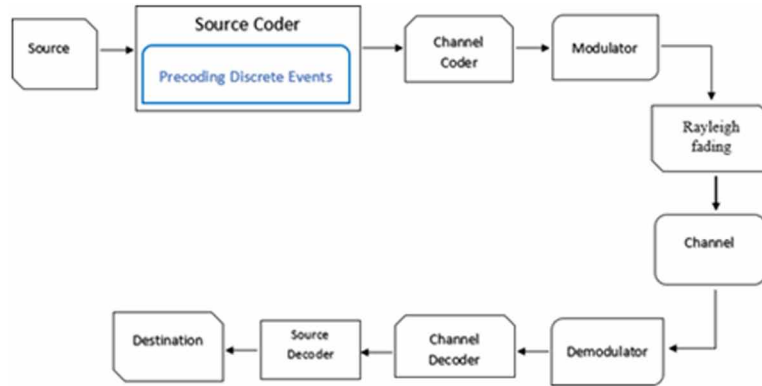 Source
Source Coder
Precoding Discrete Events
Channel
Coder
Modulator
Rayleigh
fading
Channel
Demodulator
Channel
Decoder
Source
Decoder
Destination